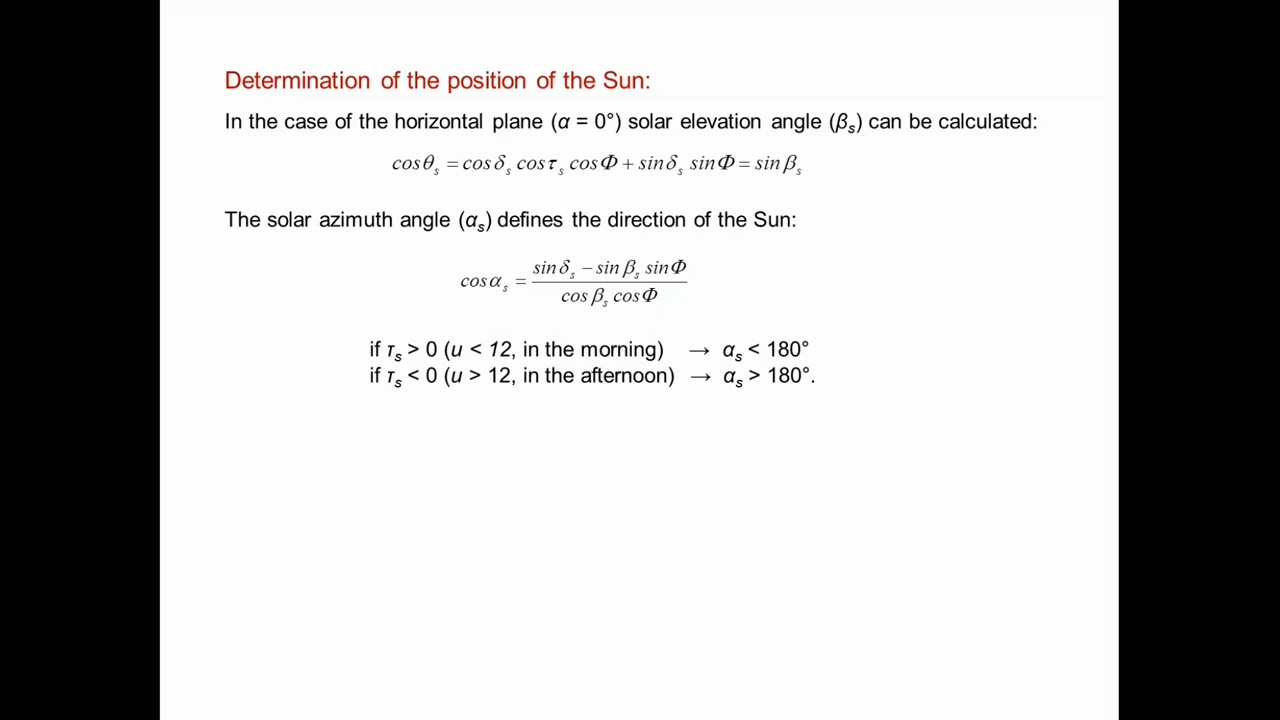 Determination of the position of the Sun:
In the case of the horizontal plane (α = 0°) solar elevation angle (βs) can be calculated:
cosθs = cosδs cosτs cosΦ + sinδs sinΦ = sinβs
The solar azimuth angle (αs) defines the direction of the Sun:
cosαs = (sinδs − sinβs sinΦ) / (cosβs cosΦ)
if τs > 0 (u < 12, in the morning) → αs < 180°
if τs < 0 (u > 12, in the afternoon) → αs > 180°.